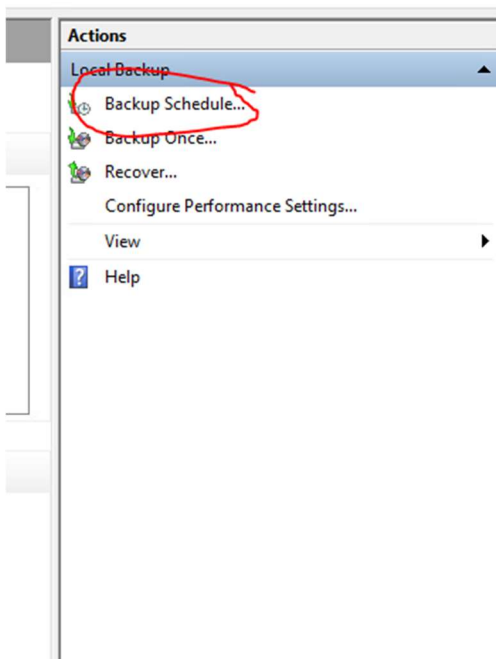 Actions
Local Backup
Backup Schedule...
Backup Once...
Recover...
Configure Performance Settings...
View
Help